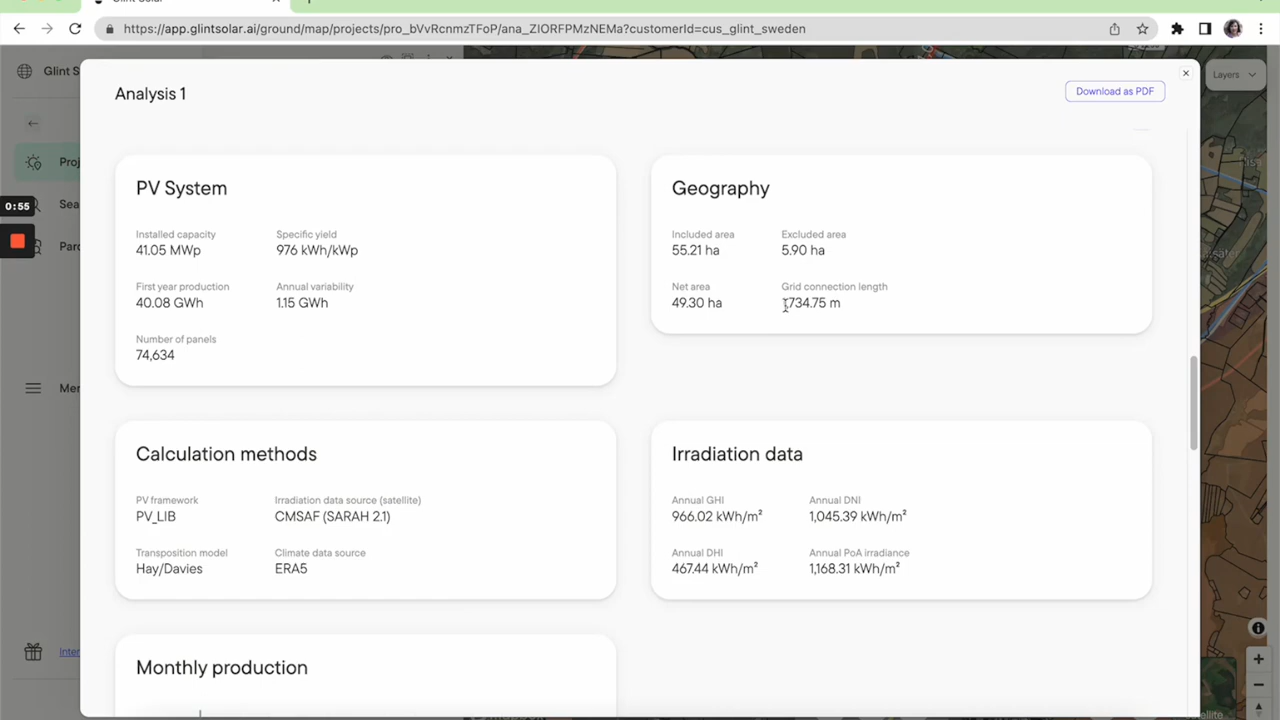 https://app.glintsolar.ai/ground/map/projects/pro_bVvRcnmzTFoP/ana_ZIORFPMzNEMa?customerId=cus_glint_sweden
Glint S
Layers
Analysis 1
Download as PDF
Proj
0:55
Sea
Parc
Mer
Inter
PV System
Installed capacity
41.05 MWp
Specific yield
976 kWh/kWp
First year production
40.08 GWh
Annual variability
1.15 GWh
Number of panels
74,634
Geography
Included area
55.21 ha
Excluded area
5.90 ha
Net area
49.30 ha
Grid connection length
734.75 m
Calculation methods
PV framework
PV_LIB
Irradiation data source (satellite)
CMSAF (SARAH 2.1)
Transposition model
Hay/Davies
Climate data source
ERA5
Irradiation data
Annual GHI
966.02 kWh/m²
Annual DNI
1,045.39 kWh/m²
Annual DHI
467.44 kWh/m²
Annual PoA irradiance
1,168.31 kWh/m²
Monthly production